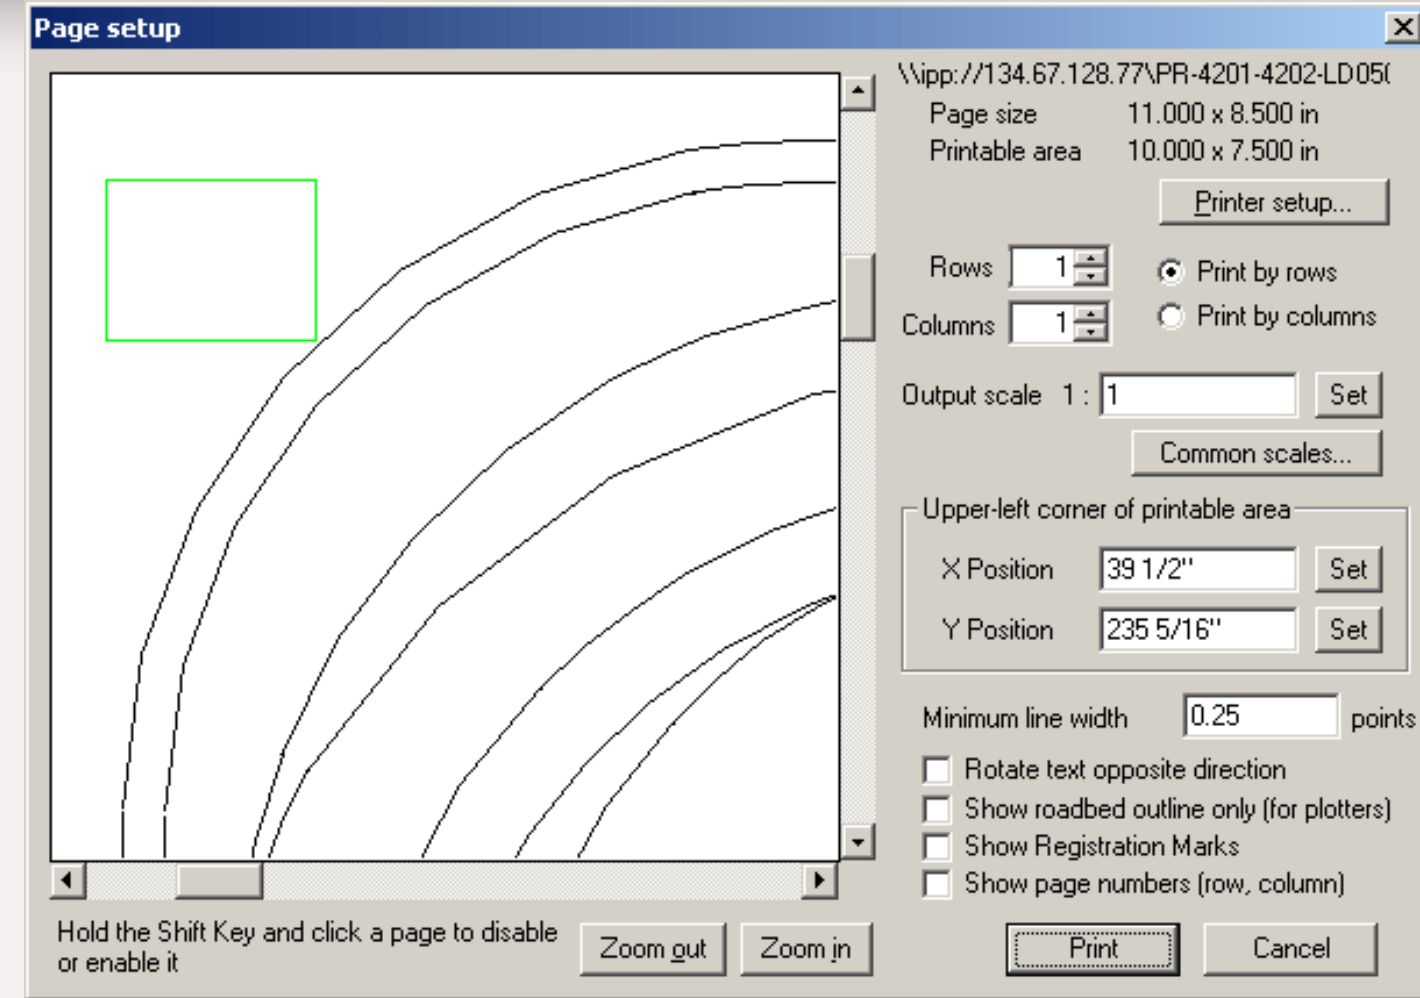 Page setup
\\ipp://134.67.128.77\PR-4201-4202-LD05(
Page size 11.000 x 8.500 in
Printable area 10.000 x 7.500 in
Printer setup...
Rows 1 Print by rows
Columns 1 Print by columns
Output scale 1 : 1 Set
Common scales...
Upper-left corner of printable area
X Position 39 1/2" Set
Y Position 235 5/16" Set
Minimum line width 0.25 points
Rotate text opposite direction
Show roadbed outline only (for plotters)
Show Registration Marks
Show page numbers (row, column)
Hold the Shift Key and click a page to disable
or enable it
Zoom out Zoom in Print Cancel